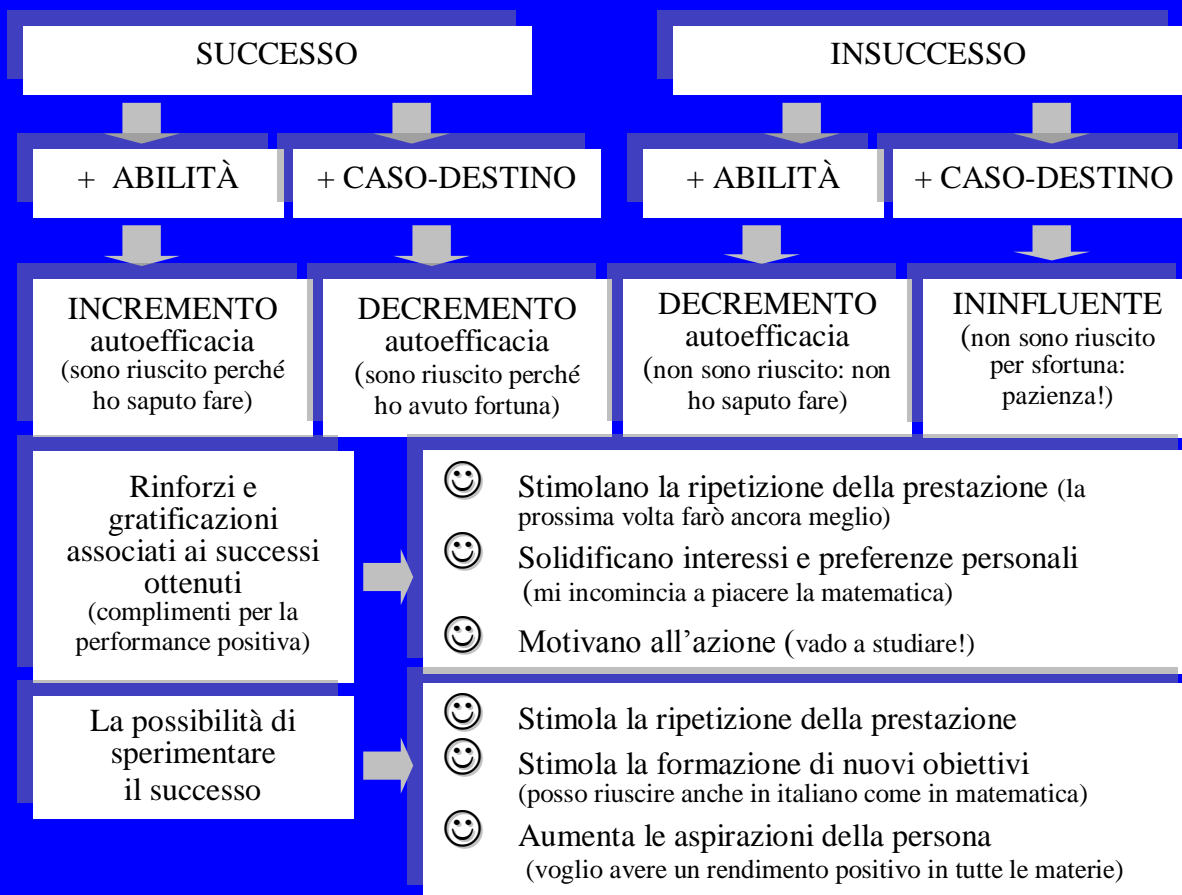 SUCCESSO
INSUCCESSO
+ ABILITÀ
+ CASO-DESTINO
+ ABILITÀ
+ CASO-DESTINO
INCREMENTO
autoefficacia
(sono riuscito perché
ho saputo fare)
DECREMENTO
autoefficacia
(sono riuscito perché
ho avuto fortuna)
DECREMENTO
autoefficacia
(non sono riuscito: non
ho saputo fare)
ININFLUENTE
(non sono riuscito
per sfortuna:
pazienza!)
Rinforzi e
gratificazioni
associati ai successi
ottenuti
(complimenti per la
performance positiva)
Stimolano la ripetizione della prestazione (la
prossima volta farò ancora meglio)
Solidificano interessi e preferenze personali
(mi incomincia a piacere la matematica)
Motivano all'azione (vado a studiare!)
La possibilità di
sperimentare
il successo
Stimola la ripetizione della prestazione
Stimola la formazione di nuovi obiettivi
(posso riuscire anche in italiano come in matematica)
Aumenta le aspirazioni della persona
(voglio avere un rendimento positivo in tutte le materie)